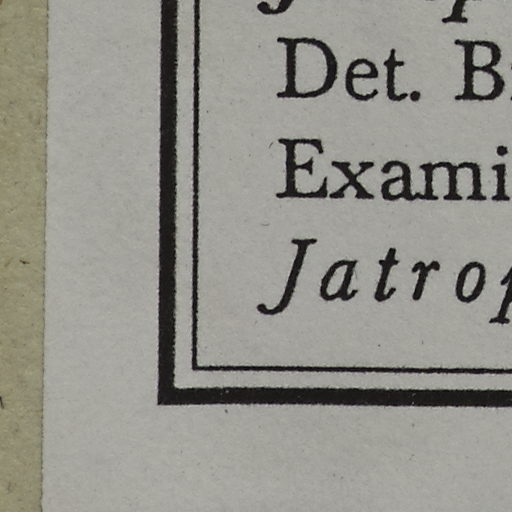 Det. B
Exami
Jatrop